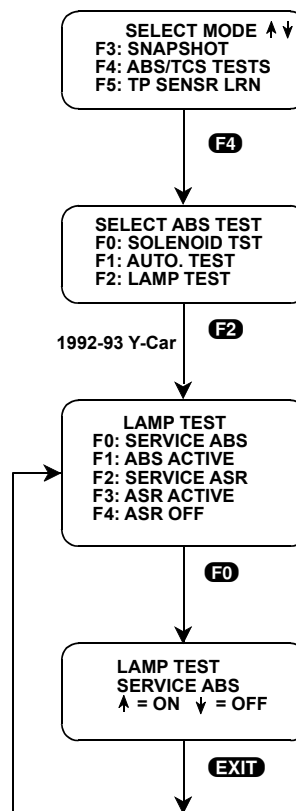 SELECT MODE ↑ ↓
F3: SNAPSHOT
F4: ABS/TCS TESTS
F5: TP SENSR LRN
F4
SELECT ABS TEST
F0: SOLENOID TST
F1: AUTO. TEST
F2: LAMP TEST
F2
1992-93 Y-Car
LAMP TEST
F0: SERVICE ABS
F1: ABS ACTIVE
F2: SERVICE ASR
F3: ASR ACTIVE
F4: ASR OFF
F0
LAMP TEST
SERVICE ABS
↑ = ON ↓ = OFF
EXIT